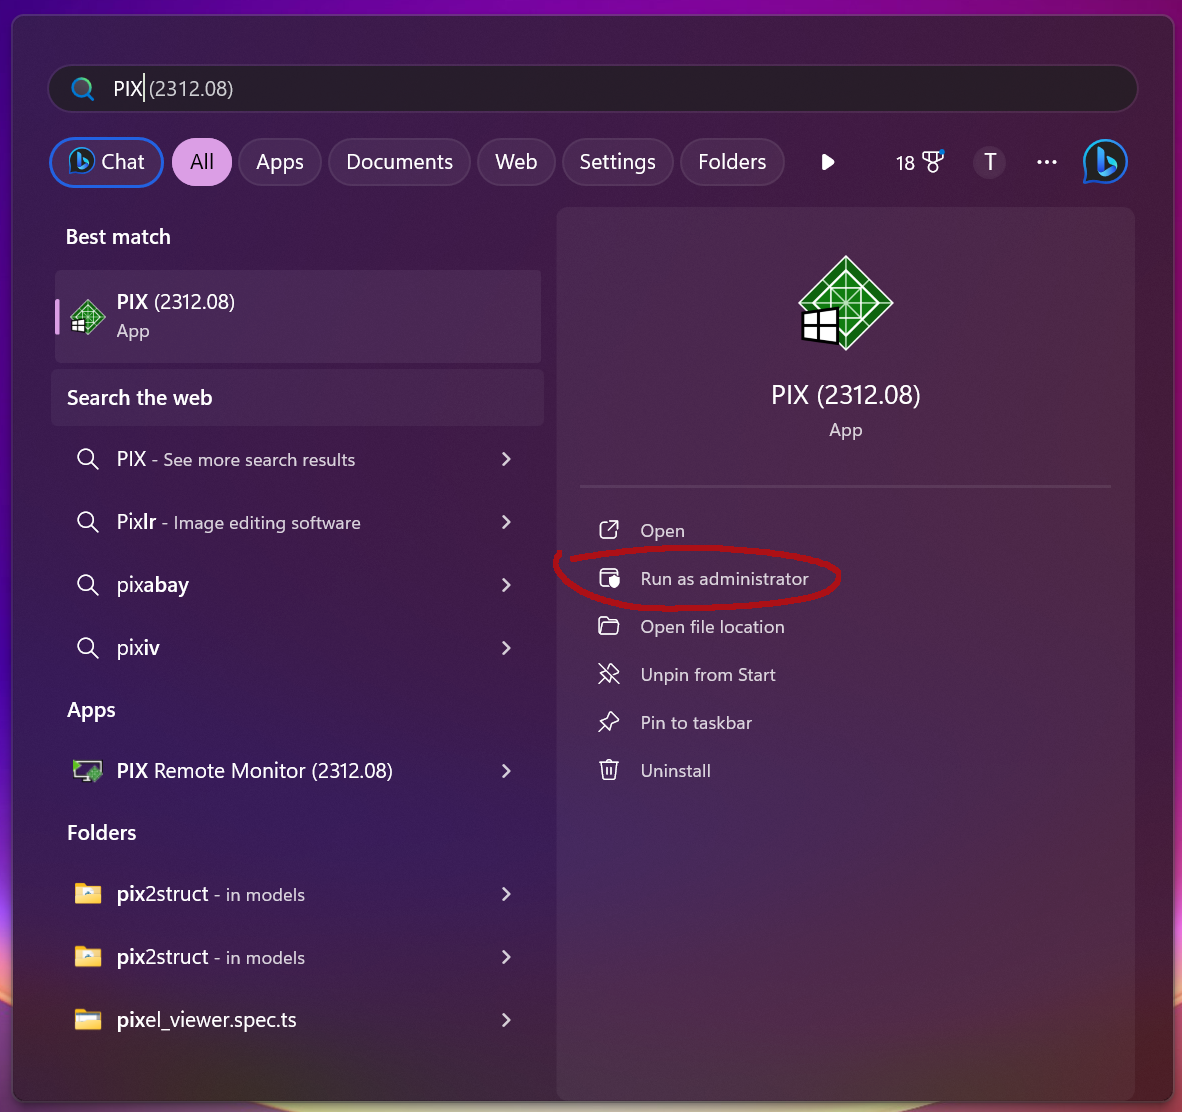 PIX (2312.08)
Chat
All
Apps
Documents
Web
Settings
Folders
18
T
Best match
PIX (2312.08)
App
Search the web
PIX - See more search results
Pixlr - Image editing software
pixabay
pixiv
Apps
PIX Remote Monitor (2312.08)
Folders
pix2struct - in models
pix2struct - in models
pixel_viewer.spec.ts
PIX (2312.08)
App
Open
Run as administrator
Open file location
Unpin from Start
Pin to taskbar
Uninstall